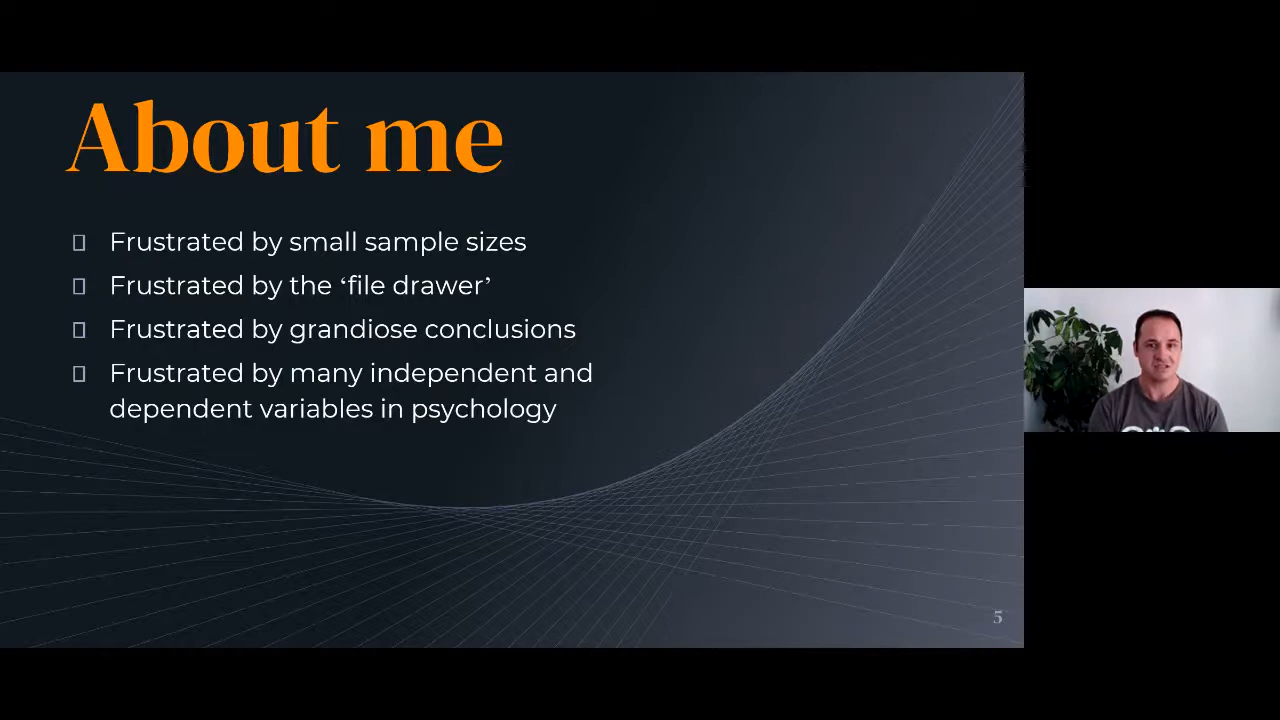 About me
Frustrated by small sample sizes
Frustrated by the ‘file drawer’
Frustrated by grandiose conclusions
Frustrated by many independent and
dependent variables in psychology
5